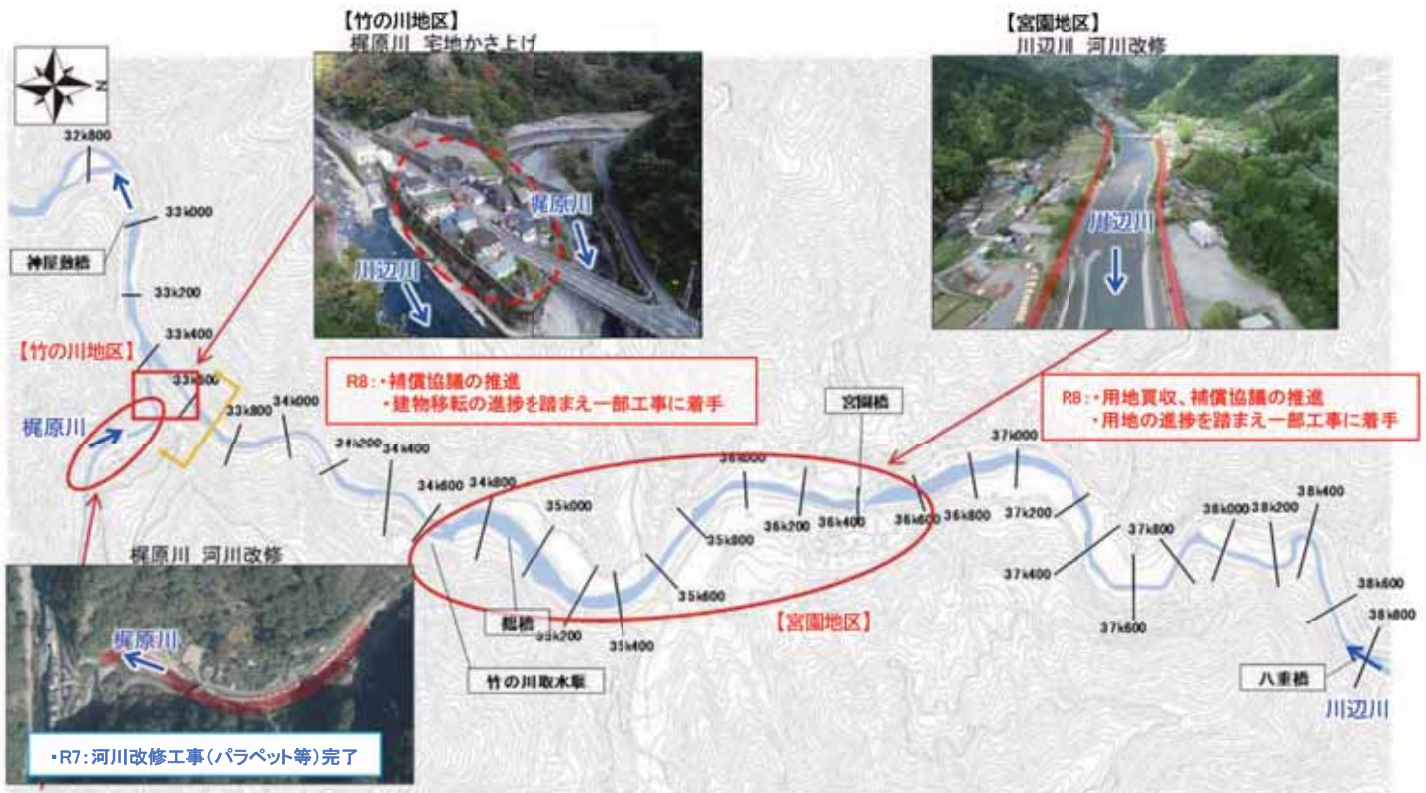 【竹の川地区】
梶原川 宅地かさ上げ
【宮園地区】
川辺川 河川改修
N
32k800
33k000
神屋敷橋
33k200
33k400
【竹の川地区】
梶原川
33k800
34k000
34k200
34k400
梶原川
川辺川
川辺川
R8:・補償協議の推進
・建物移転の進捗を踏まえ一部工事に着手
R8:・用地買収、補償協議の推進
・用地の進捗を踏まえ一部工事に着手
宮園橋
34k600
34k800
35k000
35k200
35k400
35k600
35k800
36k000
36k200
36k400
36k600
36k800
37k000
37k200
37k400
37k600
37k800
38k000
38k200
38k400
38k600
38k800
【宮園地区】
竹の川取水堰
八重橋
川辺川
梶原川 河川改修
梶原川
・R7:河川改修工事(パラペット等)完了